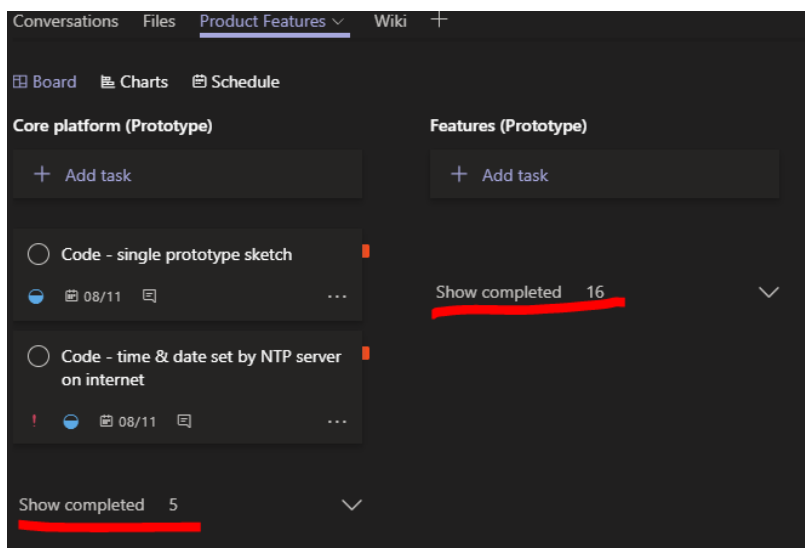 Conversations Files Product Features Wiki
Board Charts Schedule
Core platform (Prototype)
+ Add task
Code - single prototype sketch
08/11
...
Code - time & date set by NTP server
on internet
! 08/11
...
Show completed 5
Features (Prototype)
+ Add task
Show completed 16